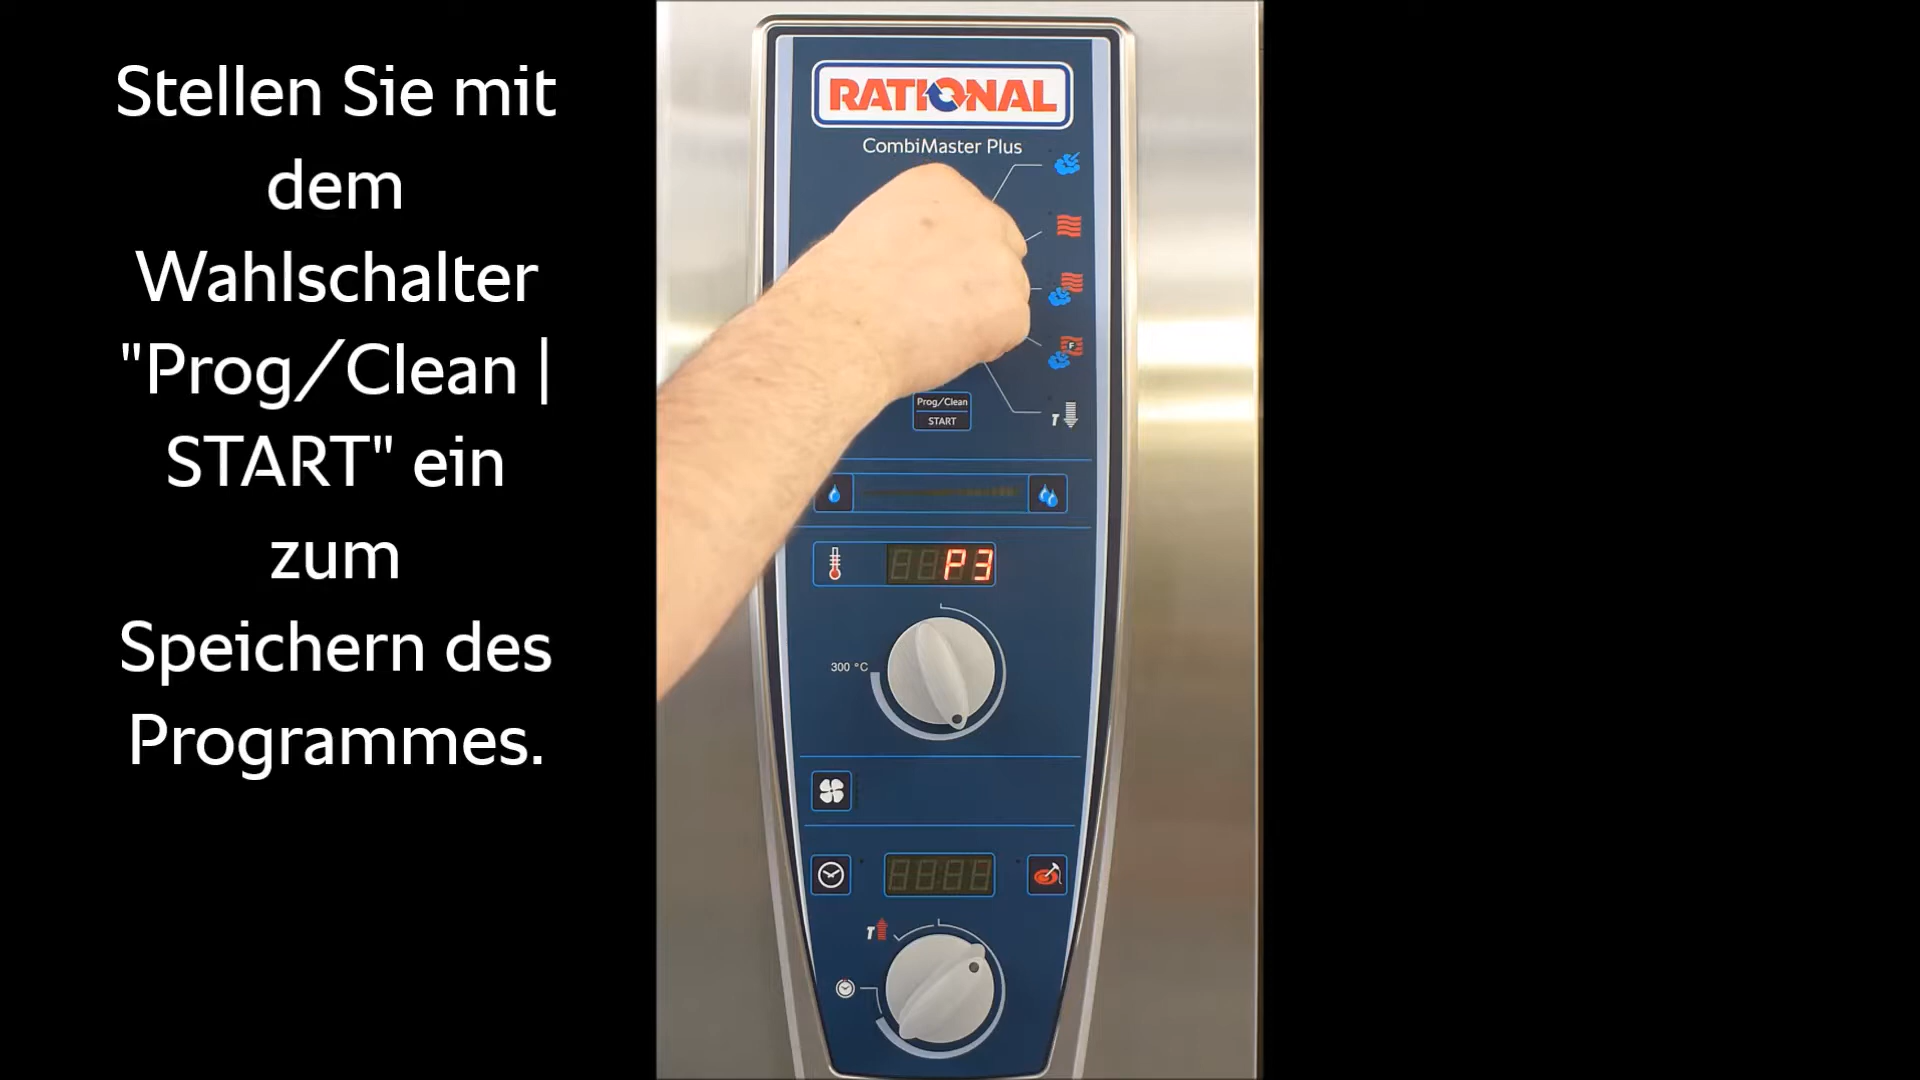 Stellen Sie mit
dem
Wahlschalter
"Prog/Clean |
START" ein
zum
Speichern des
Programmes.
RATIONAL
CombiMaster Plus
F
Prog/Clean
START
T
P3
300 °C
T